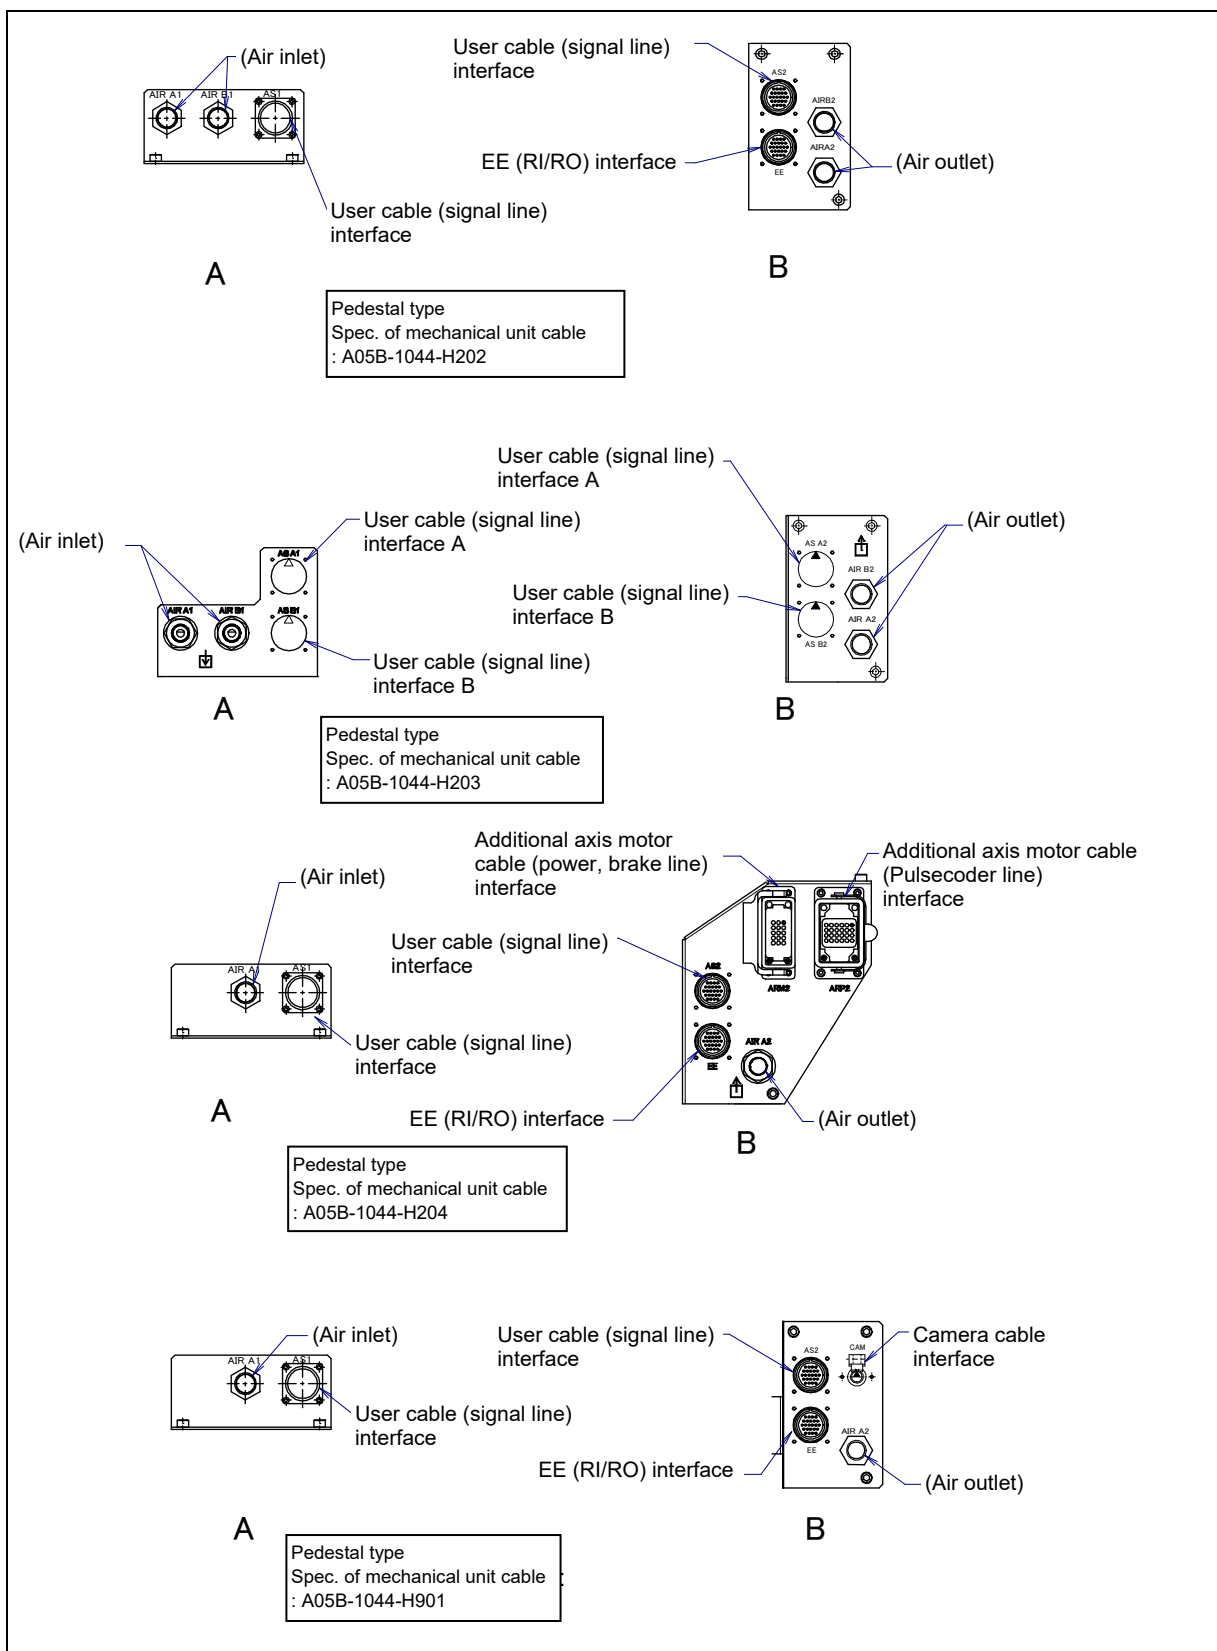 (Air inlet)
AIR A1 AIR B1 AS1
User cable (signal line)
interface
A
User cable (signal line)
interface
AS2
AIRB2
AIRA2
EE (RI/RO) interface
EE
(Air outlet)
B
Pedestal type
Spec. of mechanical unit cable
: A05B-1044-H202
(Air inlet)
User cable (signal line)
interface A
AS A1
AIR A1 AIR B1 AS B1
User cable (signal line)
interface B
A
User cable (signal line)
interface A
(Air outlet)
AS A2
AIR B2
User cable (signal line)
interface B
AIR A2
AS B2
B
Pedestal type
Spec. of mechanical unit cable
: A05B-1044-H203
(Air inlet)
AIR A1 AS1
User cable (signal line)
interface
A
Additional axis motor
cable (power, brake line)
interface
Additional axis motor cable
(Pulsecoder line)
interface
User cable (signal line)
interface
AS2
ARM2 ARP2
AIR A2
EE
EE (RI/RO) interface
(Air outlet)
B
Pedestal type
Spec. of mechanical unit cable
: A05B-1044-H204
(Air inlet)
AIR A1 AS1
User cable (signal line)
interface
A
User cable (signal line)
interface
Camera cable
interface
AS2 CAM
AIR A2
EE
EE (RI/RO) interface
(Air outlet)
B
Pedestal type
Spec. of mechanical unit cable :
: A05B-1044-H901